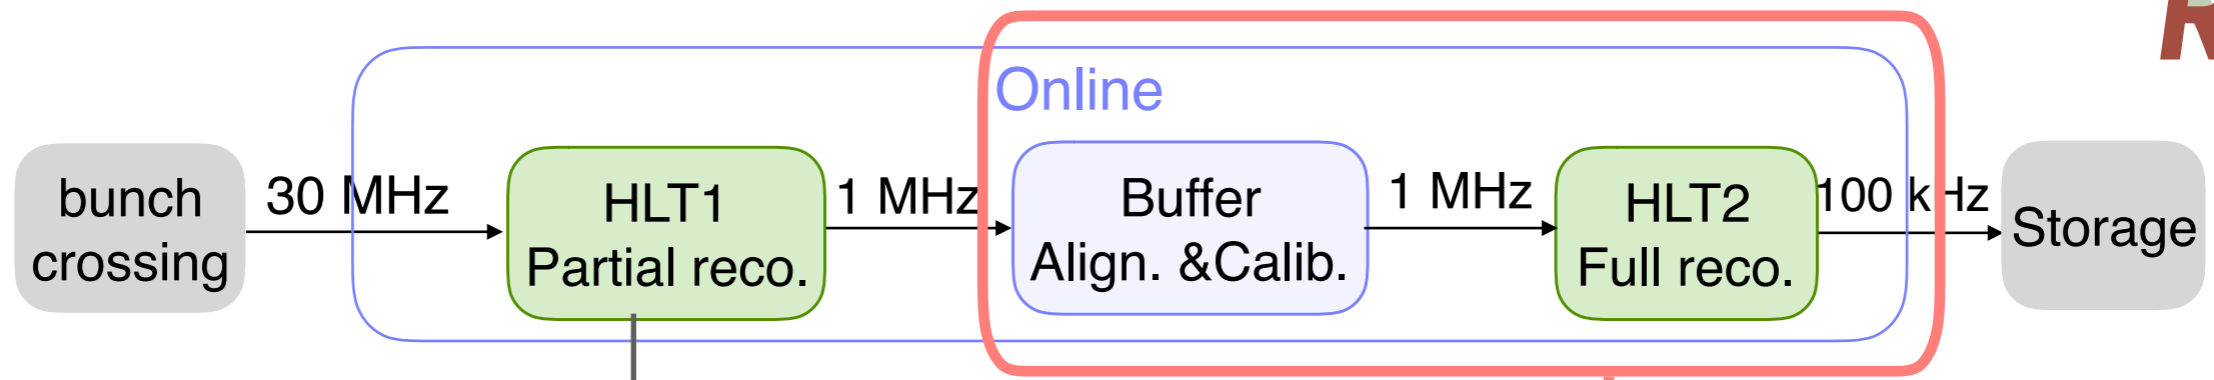 Online
bunch
crossing
30 MHz
HLT1
Partial reco.
1 MHz
Buffer
Align. &Calib.
1 MHz
HLT2
Full reco.
100 kHz
Storage